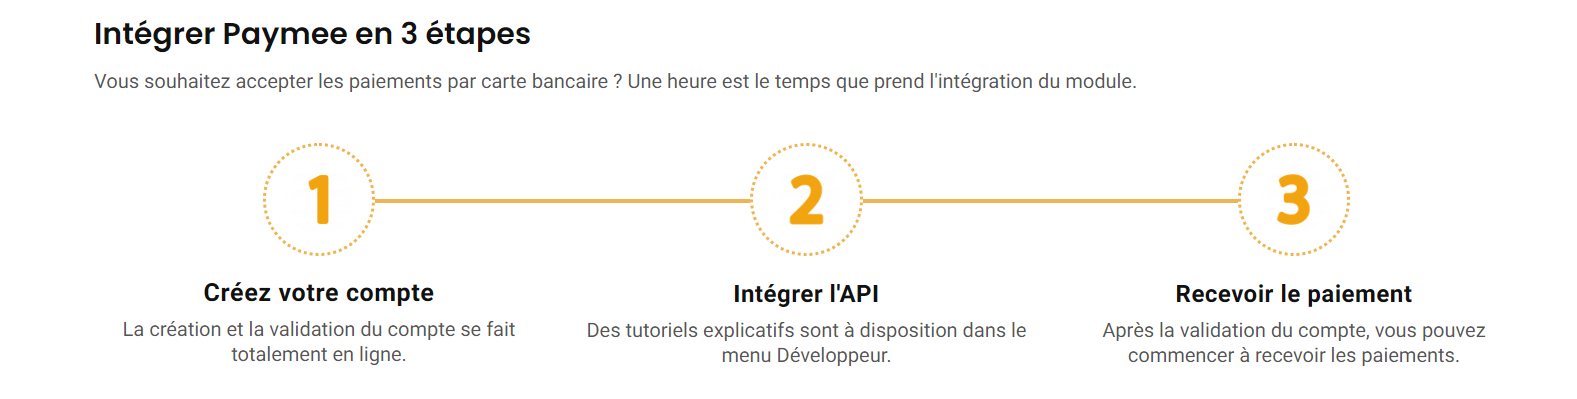 Intégrer Paymee en 3 étapes
Vous souhaitez accepter les paiements par carte bancaire ? Une heure est le temps que prend l'intégration du module.
1
2
3
Créez votre compte
La création et la validation du compte se fait
totalement en ligne.
Intégrer l'API
Des tutoriels explicatifs sont à disposition dans le
menu Développeur.
Recevoir le paiement
Après la validation du compte, vous pouvez
commencer à recevoir les paiements.